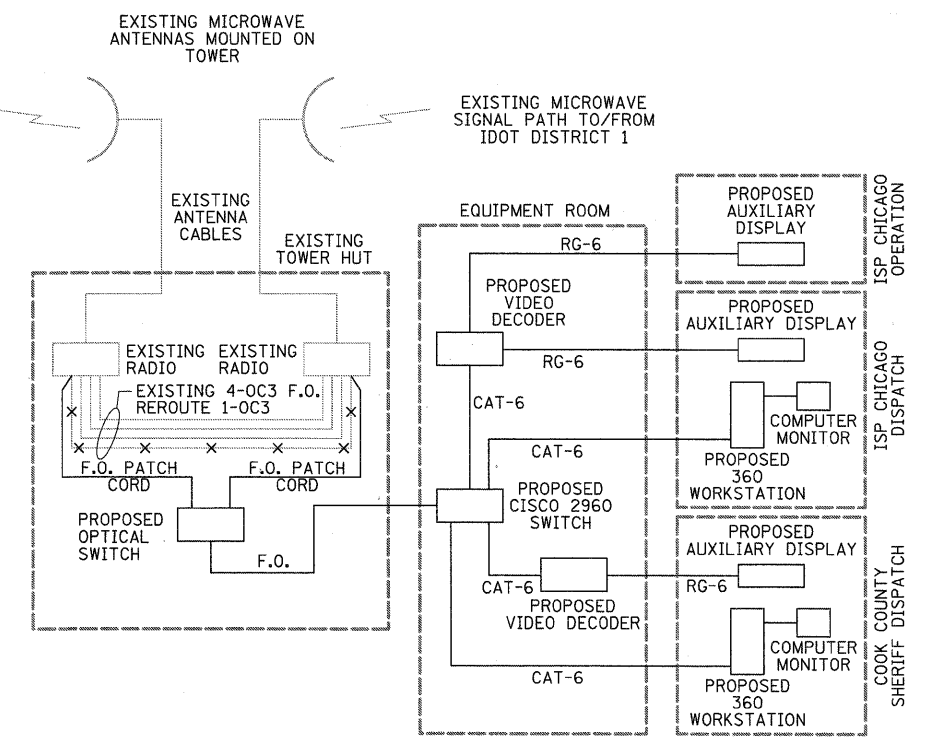 EXISTING MICROWAVE
ANTENNAS MOUNTED ON
TOWER
EXISTING MICROWAVE
SIGNAL PATH TO/FROM
IDOT DISTRICT 1
EXISTING
ANTENNA
CABLES
EXISTING
TOWER HUT
EQUIPMENT ROOM
RG-6
PROPOSED
AUXILIARY
DISPLAY
ISP CHICAGO
OPERATION
PROPOSED
VIDEO
DECODER
RG-6
PROPOSED
AUXILIARY DISPLAY
EXISTING
RADIO
EXISTING
RADIO
EXISTING 4-OC3 F.O.
REROUTE 1-OC3
CAT-6
CAT-6
COMPUTER
MONITOR
PROPOSED
360
WORKSTATION
ISP CHICAGO
DISPATCH
F.O. PATCH
CORD
F.O. PATCH
CORD
PROPOSED
OPTICAL
SWITCH
F.O.
PROPOSED
CISCO 2960
SWITCH
CAT-6
PROPOSED
VIDEO DECODER
RG-6
PROPOSED
AUXILIARY DISPLAY
CAT-6
COMPUTER
MONITOR
PROPOSED
360
WORKSTATION
COOK COUNTY
SHERIFF DISPATCH